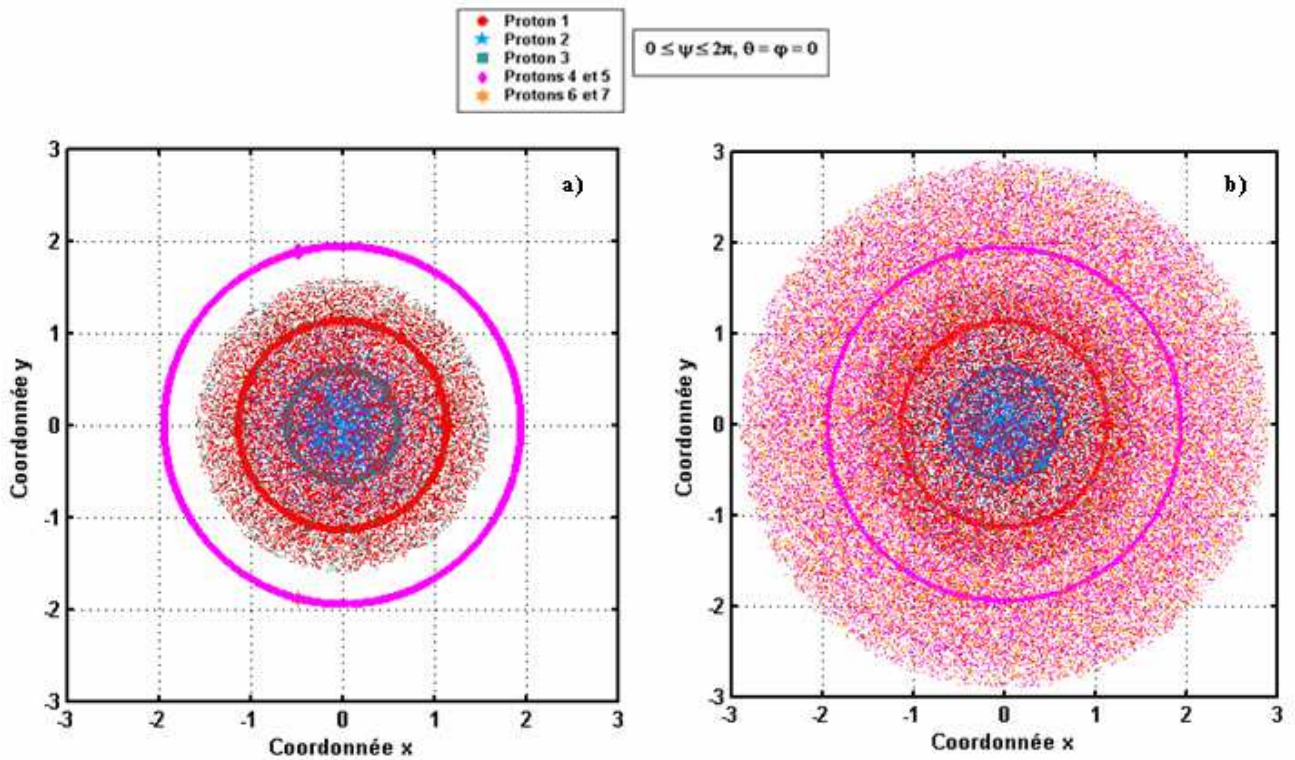 Proton 1
Proton 2
Proton 3
Protons 4 et 5
Protons 6 et 7
0 ≤ ψ ≤ 2π, θ = φ = 0
a)
3
2
1
0
-1
-2
-3
Coordonnée y
-3 -2 -1 0 1 2 3
Coordonnée x
b)
3
2
1
0
-1
-2
-3
Coordonnée y
-3 -2 -1 0 1 2 3
Coordonnée x